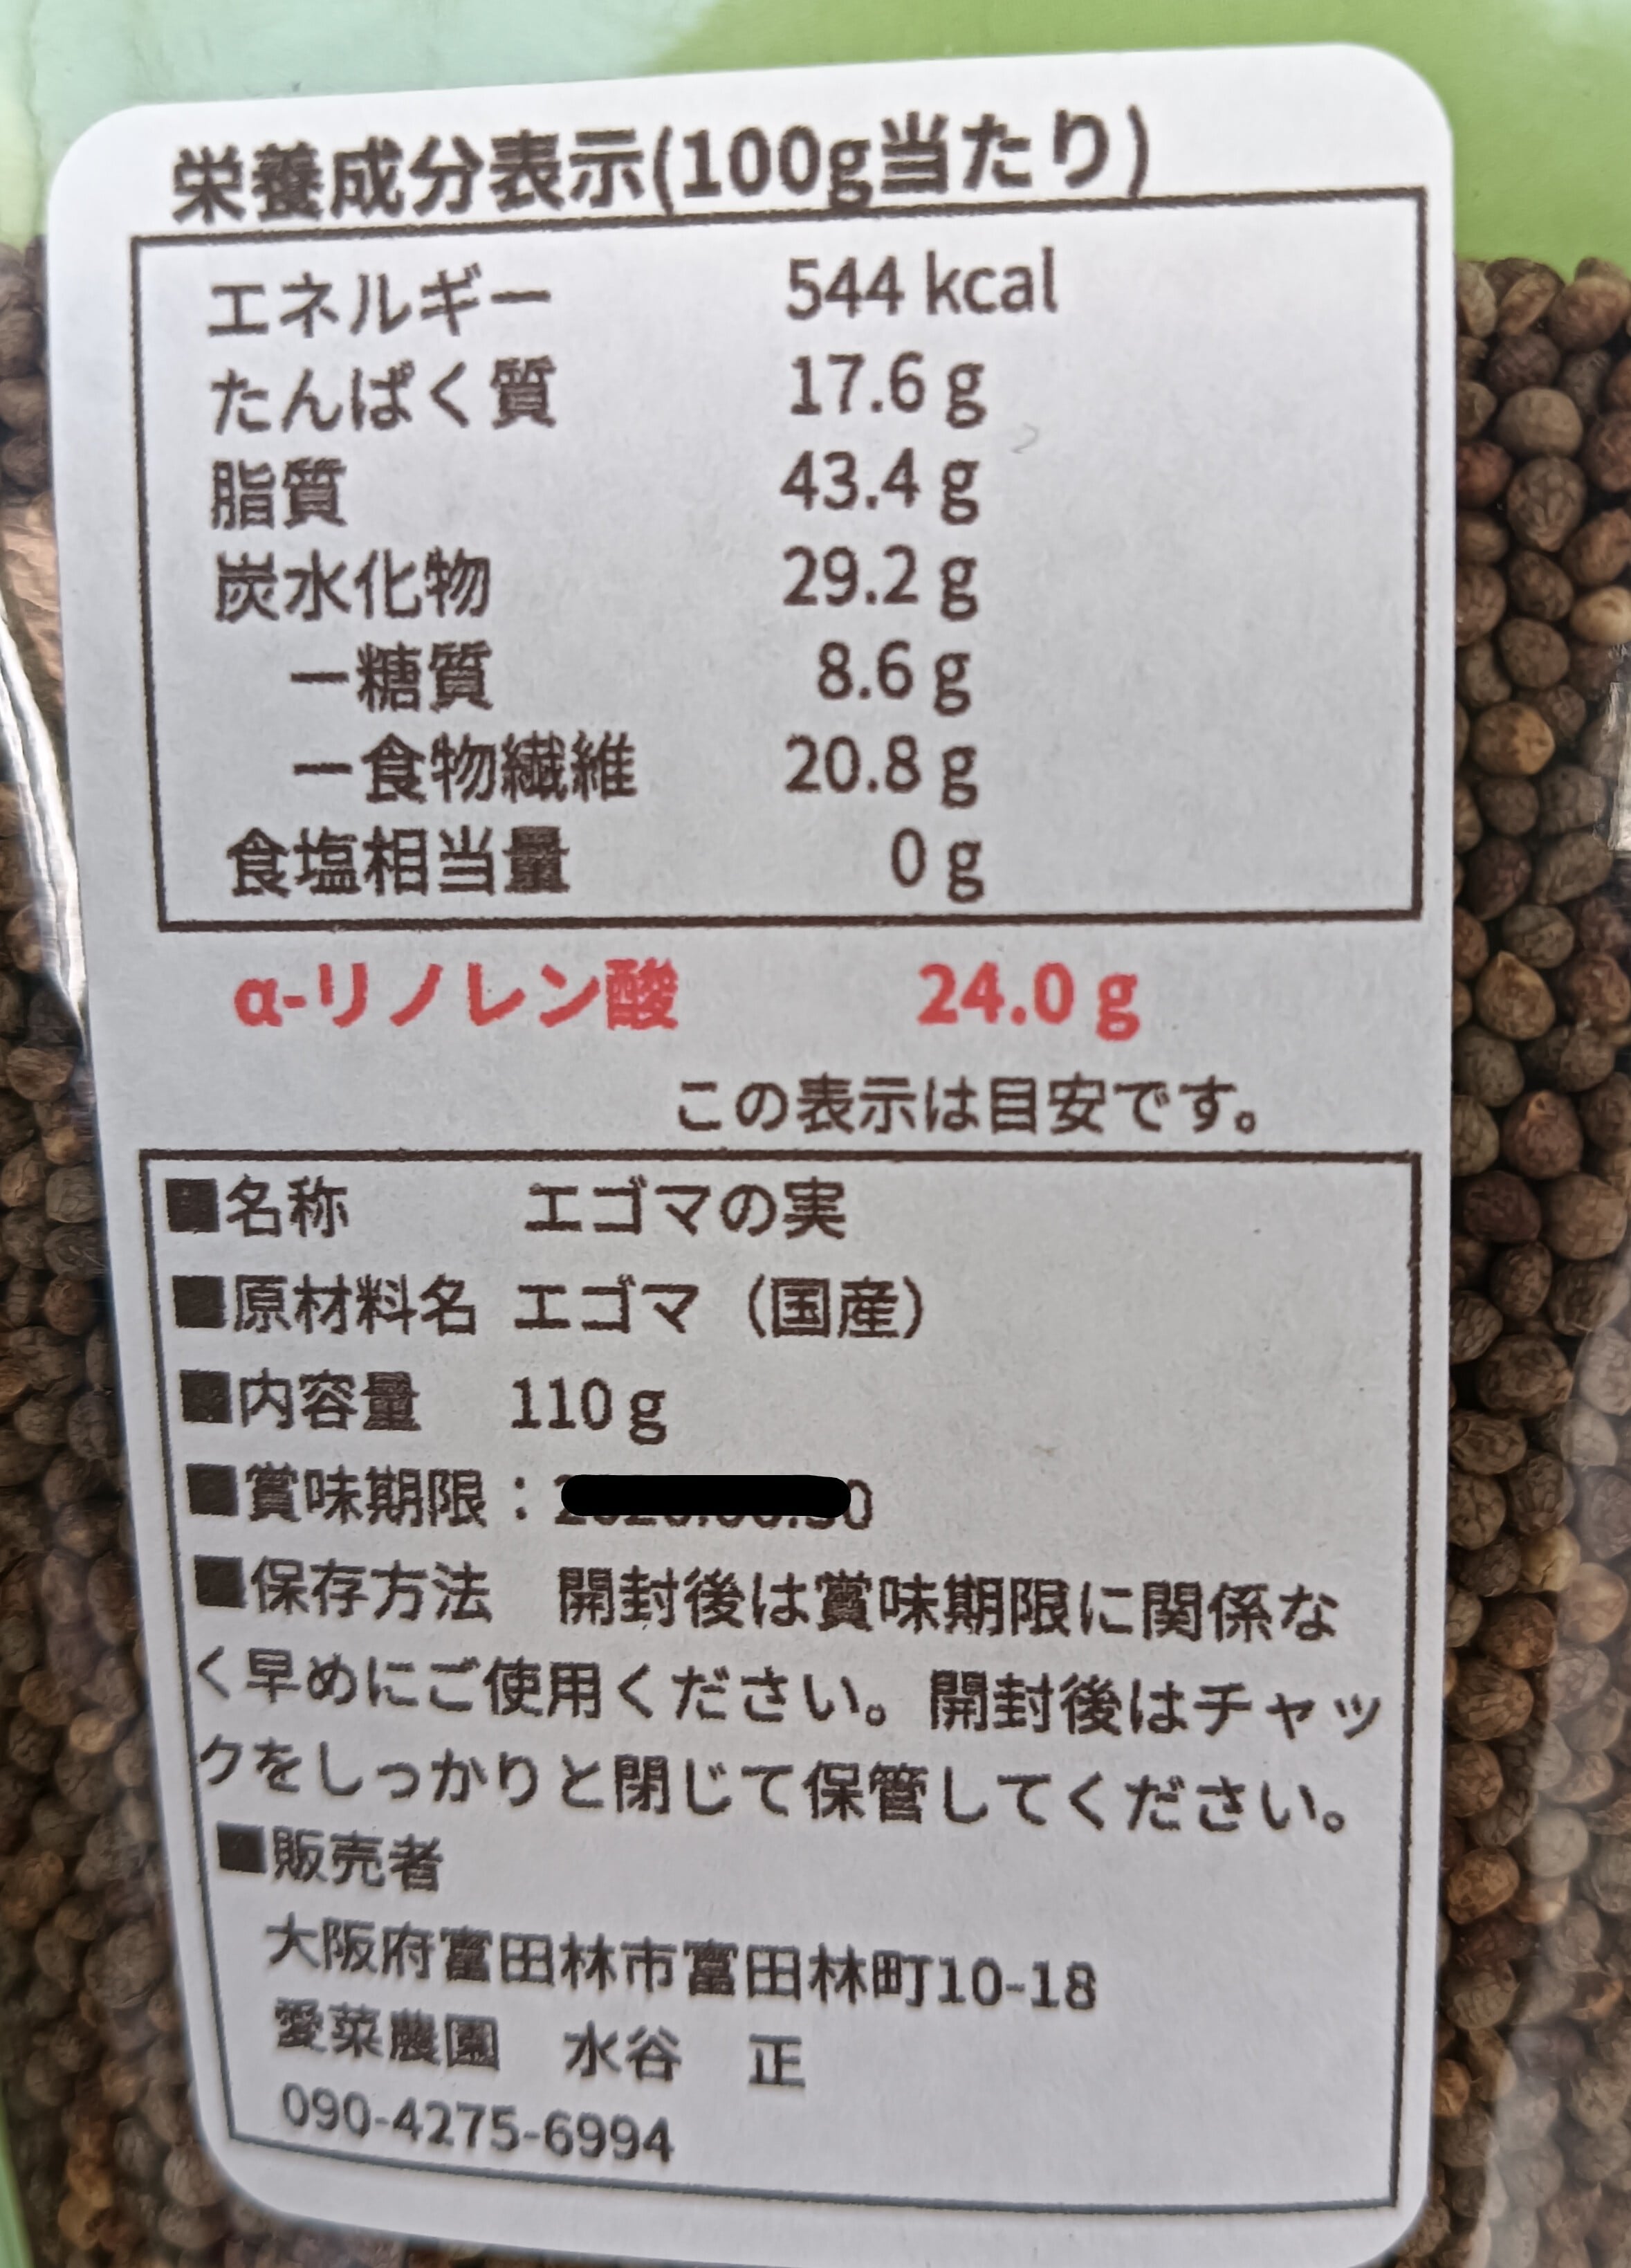 栄養成分表示(100g当たり)
エネルギー 544 kcal
たんぱく質 17.6 g
脂質 43.4 g
炭水化物 29.2 g
ー糖質 8.6 g
ー食物繊維 20.8 g
食塩相当量 0 g
α-リノレン酸 24.0 g
この表示は目安です。
■名称 エゴマの実
■原材料名 エゴマ（国産）
■内容量 110 g
■賞味期限：
■保存方法 開封後は賞味期限に関係な
く早めにご使用ください。開封後はチャッ
クをしっかりと閉じて保管してください。
■販売者
大阪府富田林市富田林町10-18
愛菜農園 水谷 正
090-4275-6994